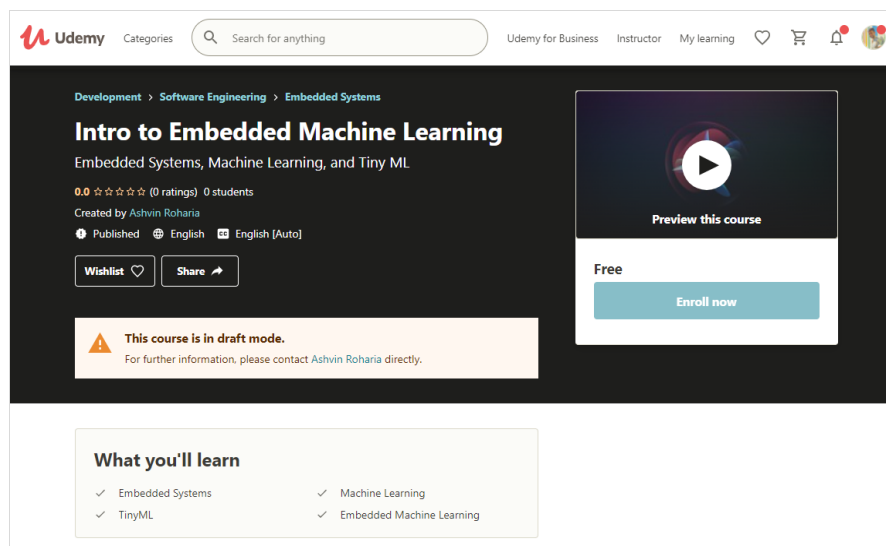 Udemy Categories Search for anything Udemy for Business Instructor My learning
Development > Software Engineering > Embedded Systems
Intro to Embedded Machine Learning
Embedded Systems, Machine Learning, and Tiny ML
0.0 ☆☆☆☆☆ (0 ratings) 0 students
Created by Ashvin Roharia
Published English CC English [Auto]
Wishlist Share
This course is in draft mode.
For further information, please contact Ashvin Roharia directly.
Preview this course
Free
Enroll now
What you'll learn
Embedded Systems Machine Learning
TinyML Embedded Machine Learning